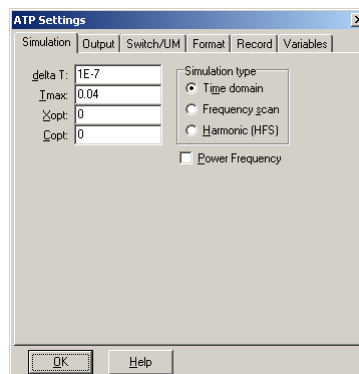 ATP Settings
Simulation Output Switch/UM Format Record Variables
delta T: 1E-7
Tmax: 0.04
Xopt: 0
Copt: 0
Simulation type
Time domain
Frequency scan
Harmonic (HFS)
Power Frequency
OK Help